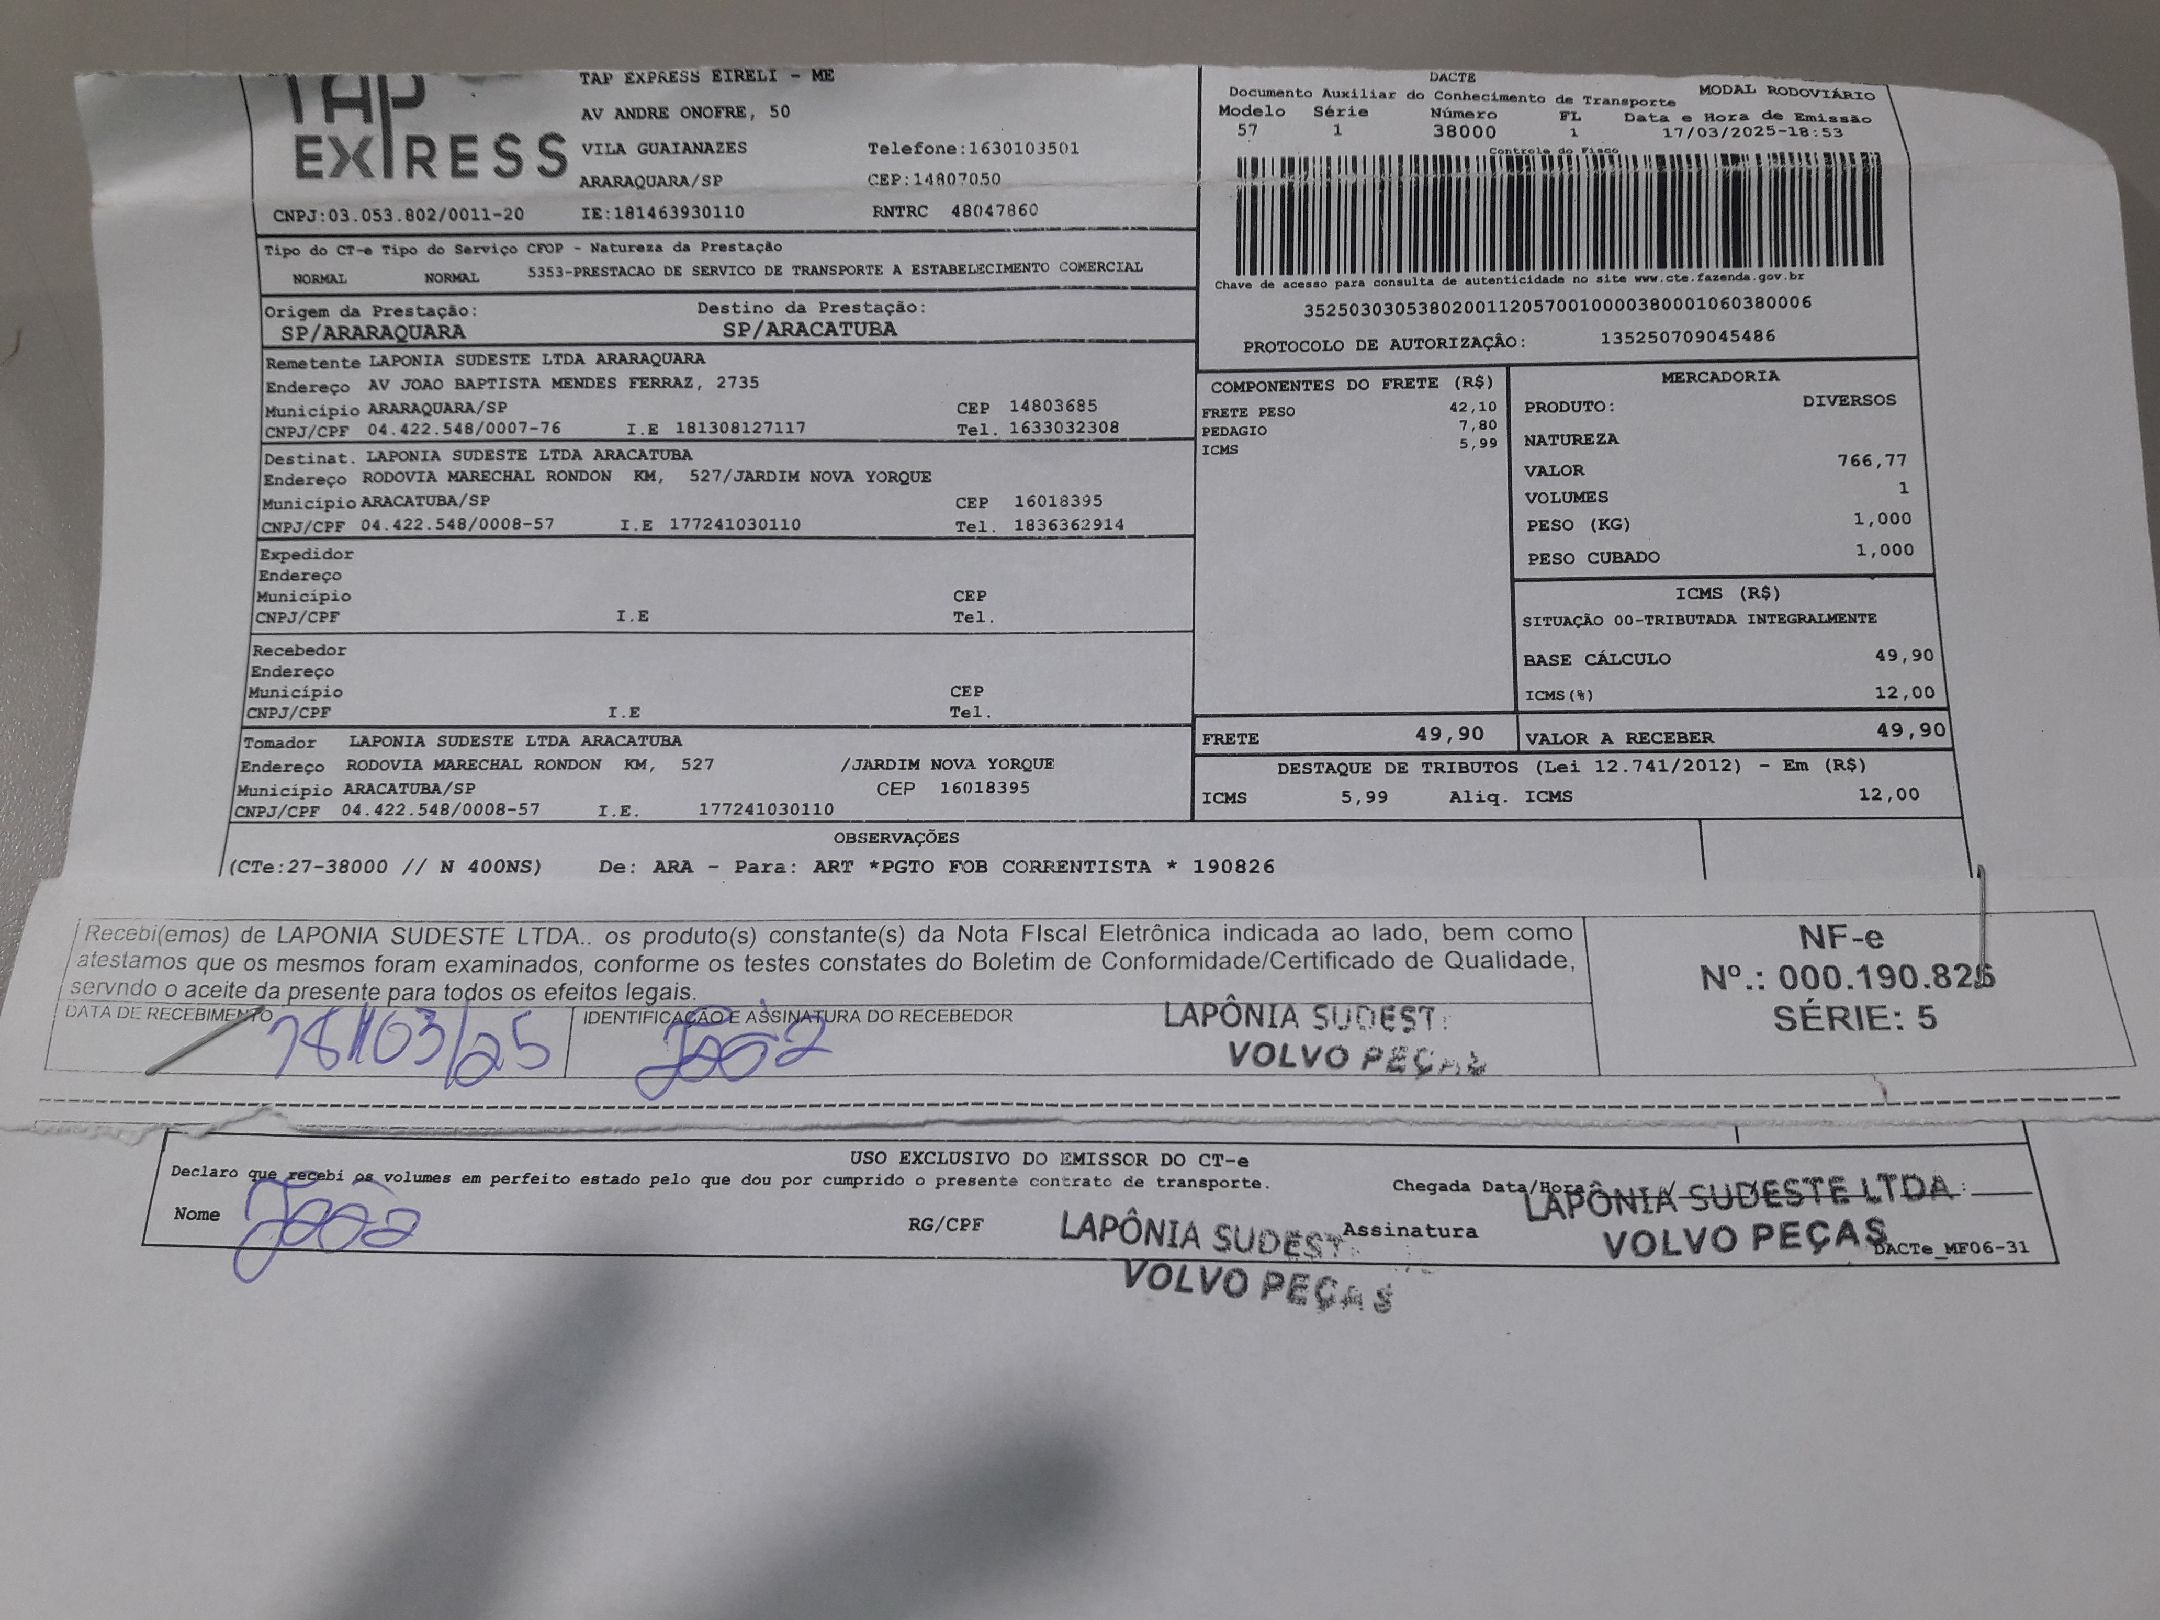 TAP
EXPRESS
TAP EXPRESS EIRELI - ME
AV ANDRE ONOFRE, 50
VILA GUAIANAZES Telefone:1630103501
ARARAQUARA/SP CEP:14807050
CNPJ:03.053.802/0011-20 IE:181463930110 RNTRC 48047860
DACTE
Documento Auxiliar do Conhecimento de Transporte MODAL RODOVIÁRIO
Modelo Série Número FL Data e Hora de Emissão
57 1 38000 1 17/03/2025-18:53
Controle do Fisco
Chave de acesso para consulta de autenticidade no site www.cte.fazenda.gov.br
35250303053802001120570010000380001060380006
PROTOCOLO DE AUTORIZAÇÂO: 135250709045486
Tipo do CT-e Tipo do Serviço CFOP - Natureza da Prestação
NORMAL NORMAL 5353-PRESTACAO DE SERVICO DE TRANSPORTE A ESTABELECIMENTO COMERCIAL
Origem da Prestação: Destino da Prestação:
SP/ARARAQUARA SP/ARACATUBA
Remetente LAPONIA SUDESTE LTDA ARARAQUARA
Endereço AV JOAO BAPTISTA MENDES FERRAZ, 2735
Município ARARAQUARA/SP CEP 14803685
CNPJ/CPF 04.422.548/0007-76 I.E 181308127117 Tel. 1633032308
Destinat. LAPONIA SUDESTE LTDA ARACATUBA
Endereço RODOVIA MARECHAL RONDON KM, 527/JARDIM NOVA YORQUE
Município ARACATUBA/SP CEP 16018395
CNPJ/CPF 04.422.548/0008-57 I.E 177241030110 Tel. 1836362914
Expedidor
Endereço
Município CEP
CNPJ/CPF I.E Tel.
Recebedor
Endereço
Município CEP
CNPJ/CPF I.E Tel.
Tomador LAPONIA SUDESTE LTDA ARACATUBA
Endereço RODOVIA MARECHAL RONDON KM, 527 /JARDIM NOVA YORQUE
Município ARACATUBA/SP CEP 16018395
CNPJ/CPF 04.422.548/0008-57 I.E. 177241030110
COMPONENTES DO FRETE (R$)
FRETE PESO 42,10
PEDAGIO 7,80
ICMS 5,99
MERCADORIA
PRODUTO: DIVERSOS
NATUREZA
VALOR 766,77
VOLUMES 1
PESO (KG) 1,000
PESO CUBADO 1,000
ICMS (R$)
SITUAÇÃO 00-TRIBUTADA INTEGRALMENTE
BASE CÁLCULO 49,90
ICMS(%) 12,00
FRETE 49,90 VALOR A RECEBER 49,90
DESTAQUE DE TRIBUTOS (Lei 12.741/2012) - Em (R$)
ICMS 5,99 Aliq. ICMS 12,00
OBSERVAÇÕES
(CTe:27-38000 // N 400NS) De: ARA - Para: ART *PGTO FOB CORRENTISTA * 190826
Recebi(emos) de LAPONIA SUDESTE LTDA.. os produto(s) constante(s) da Nota FIscal Eletrônica indicada ao lado, bem como
atestamos que os mesmos foram examinados, conforme os testes constates do Boletim de Conformidade/Certificado de Qualidade,
servndo o aceite da presente para todos os efeitos legais.
DATA DE RECEBIMENTO IDENTIFICAÇÃO E ASSINATURA DO RECEBEDOR
18/03/25
LAPÔNIA SUDEST
VOLVO PEÇAS
NF-e
Nº.: 000.190.826
SÉRIE: 5
USO EXCLUSIVO DO EMISSOR DO CT-e
Declaro que recebi os volumes em perfeito estado pelo que dou por cumprido o presente contrato de transporte. Chegada Data/Hora
Nome RG/CPF Assinatura
LAPÔNIA SUDEST
VOLVO PEÇAS
LAPÔNIA SUDESTE LTDA
VOLVO PEÇAS
DACTe_MF06-31